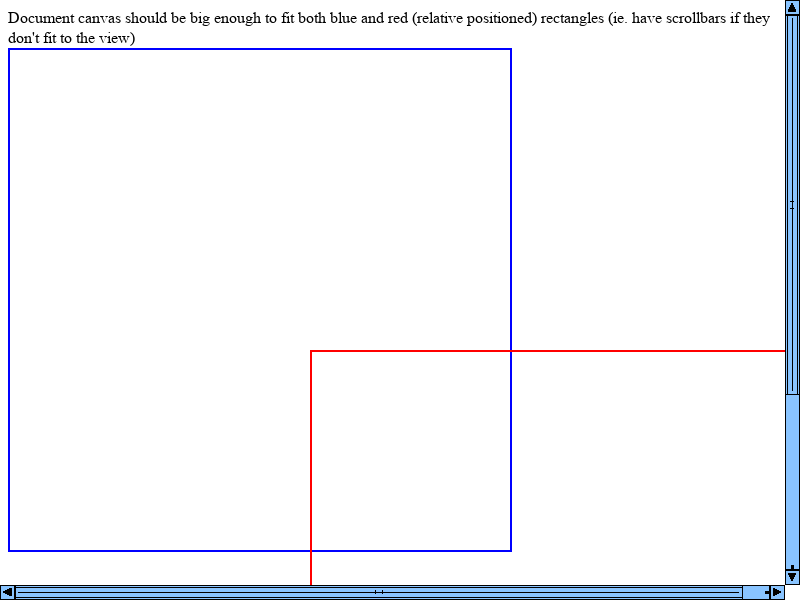 Document canvas should be big enough to fit both blue and red (relative positioned) rectangles (ie. have scrollbars if they
don't fit to the view)